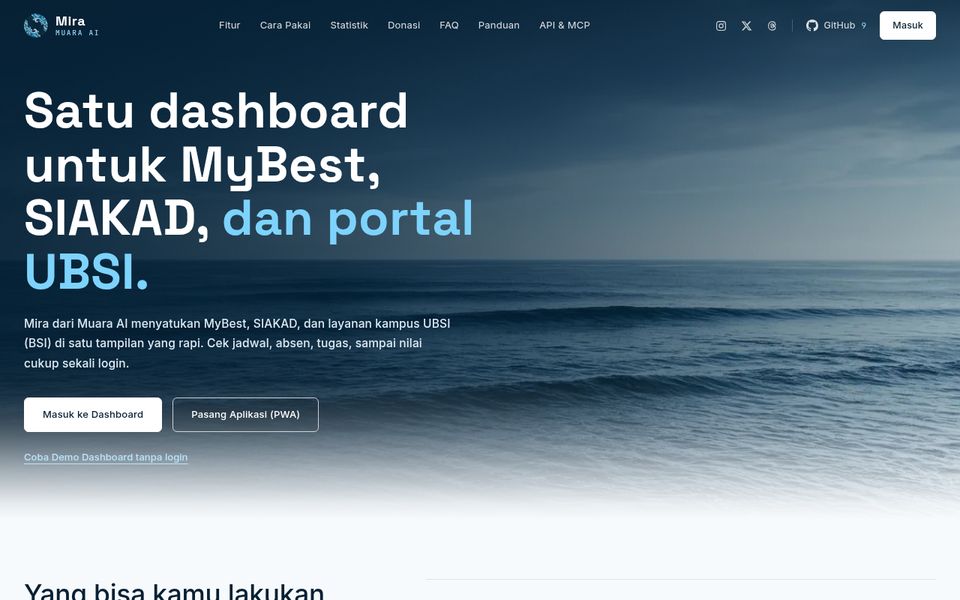 Mira
MUARA AI
Fitur
Cara Pakai
Statistik
Donasi
FAQ
Panduan
API & MCP
GitHub 9
Masuk
Satu dashboard
untuk MyBest,
SIAKAD, dan portal
UBSI.
Mira dari Muara AI menyatukan MyBest, SIAKAD, dan layanan kampus UBSI
(BSI) di satu tampilan yang rapi. Cek jadwal, absen, tugas, sampai nilai
cukup sekali login.
Masuk ke Dashboard
Pasang Aplikasi (PWA)
Coba Demo Dashboard tanpa login
Yang bisa kamu lakukan